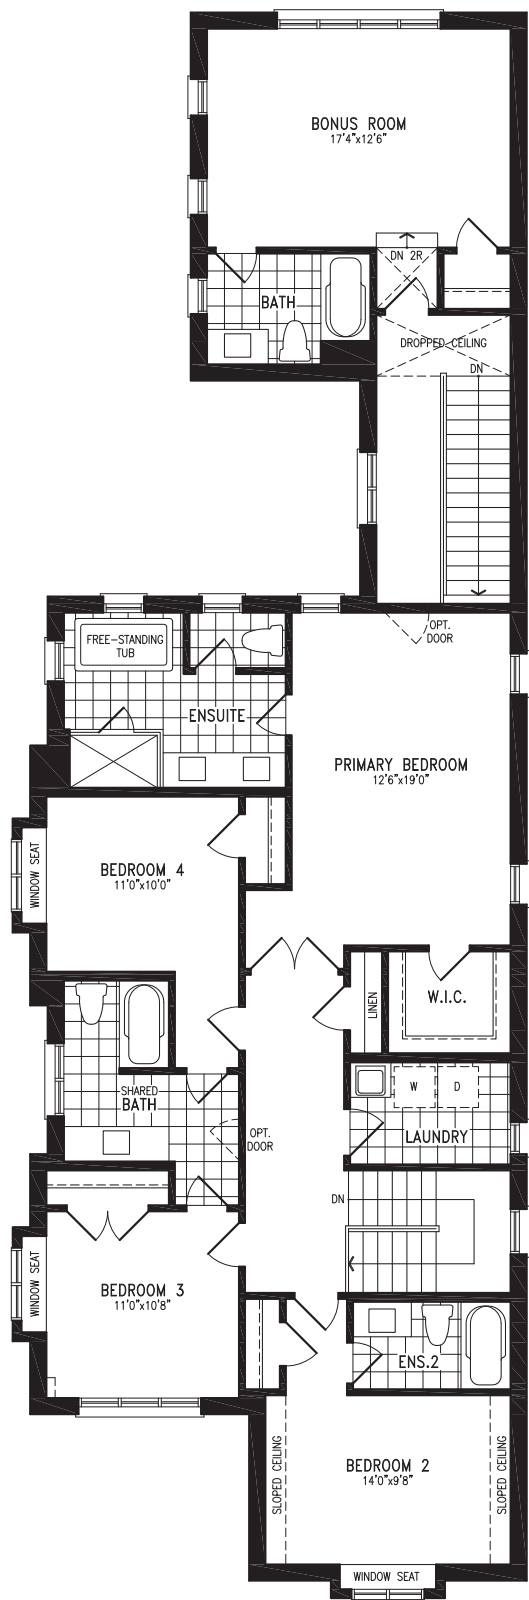 BONUS ROOM
17'4"x12'6"
DN 2R
BATH
DROPPED CEILING
DN
OPT.
DOOR
FREE-STANDING
TUB
ENSUITE
PRIMARY BEDROOM
12'6"x19'0"
BEDROOM 4
11'0"x10'0"
WINDOW SEAT
W.I.C.
LINEN
W
D
SHARED
BATH
OPT.
DOOR
LAUNDRY
DN
WINDOW SEAT
BEDROOM 3
11'0"x10'8"
ENS.2
SLOPED CEILING
BEDROOM 2
14'0"x9'8"
SLOPED CEILING
WINDOW SEAT